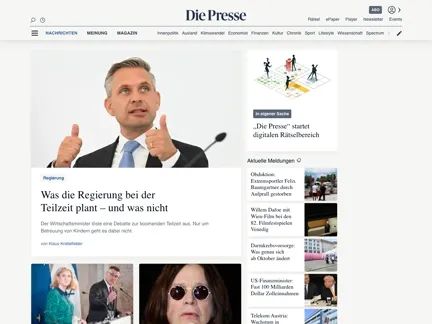 Die Presse
ABO
Rätsel ePaper Player Newsletter Events
NACHRICHTEN MEINUNG MAGAZIN
Innenpolitik Ausland Klimawandel Economist Finanzen Kultur Chronik Sport Lifestyle Wissenschaft Spectrum
In eigener Sache
„Die Presse“ startet
digitalen Rätselbereich
Regierung
Was die Regierung bei der
Teilzeit plant – und was nicht
Der Wirtschaftsminister löste eine Debatte zur boomenden Teilzeit aus. Nur um
Betreuung von Kindern geht es dabei nicht.
von Klaus Knittelfelder
Aktuelle Meldungen
Obduktion:
Extremsportler Felix
Baumgartner durch
Aufprall gestorben
Willem Dafoe mit
Wien-Film bei den
82. Filmfestspielen
Venedig
Darmkrebsvorsorge:
Was genau sich
ab Oktober ändert
US-Finanzminister:
Fast 100 Milliarden
Dollar Zolleinnahmen
Telekom Austria:
Wachstum in